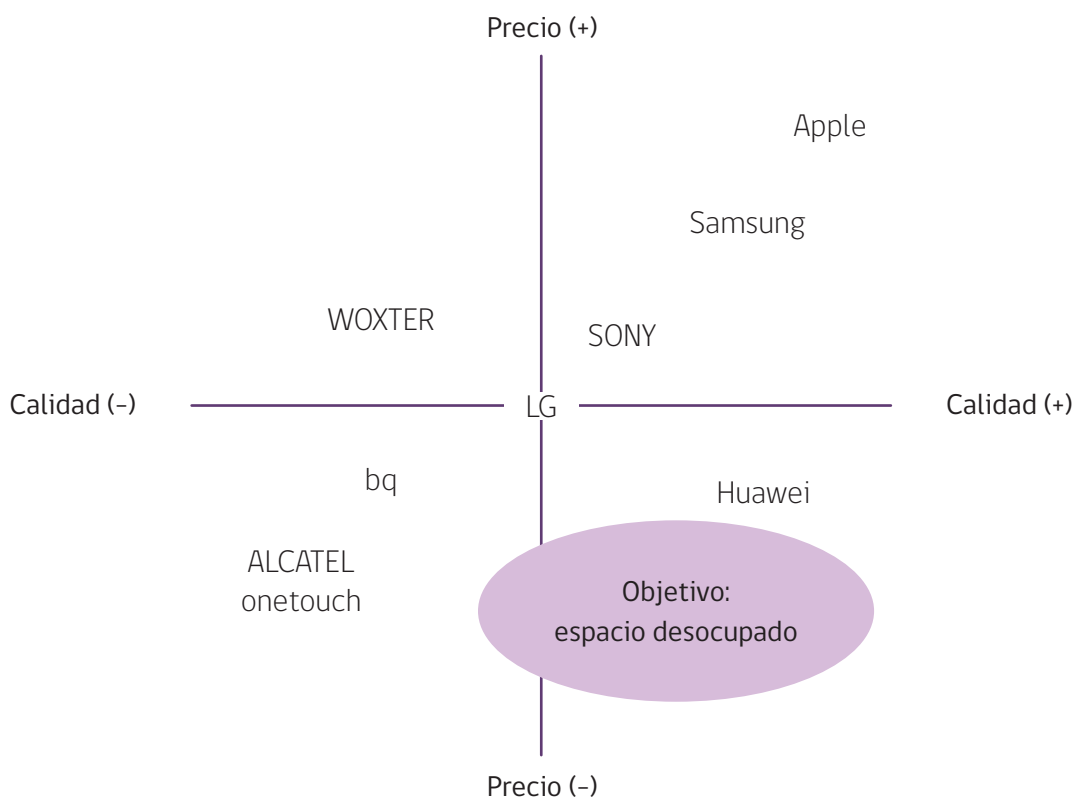 Precio (+)
Apple
Samsung
WOXTER
SONY
Calidad (–)
LG
Calidad (+)
bq
Huawei
ALCATEL
onetouch
Objetivo:
espacio desocupado
Precio (–)